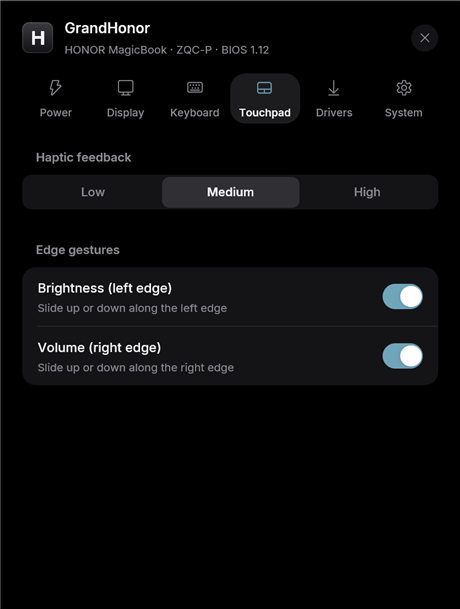 H
GrandHonor
HONOR MagicBook · ZQC-P · BIOS 1.12
Power
Display
Keyboard
Touchpad
Drivers
System
Haptic feedback
Low
Medium
High
Edge gestures
Brightness (left edge)
Slide up or down along the left edge
Volume (right edge)
Slide up or down along the right edge